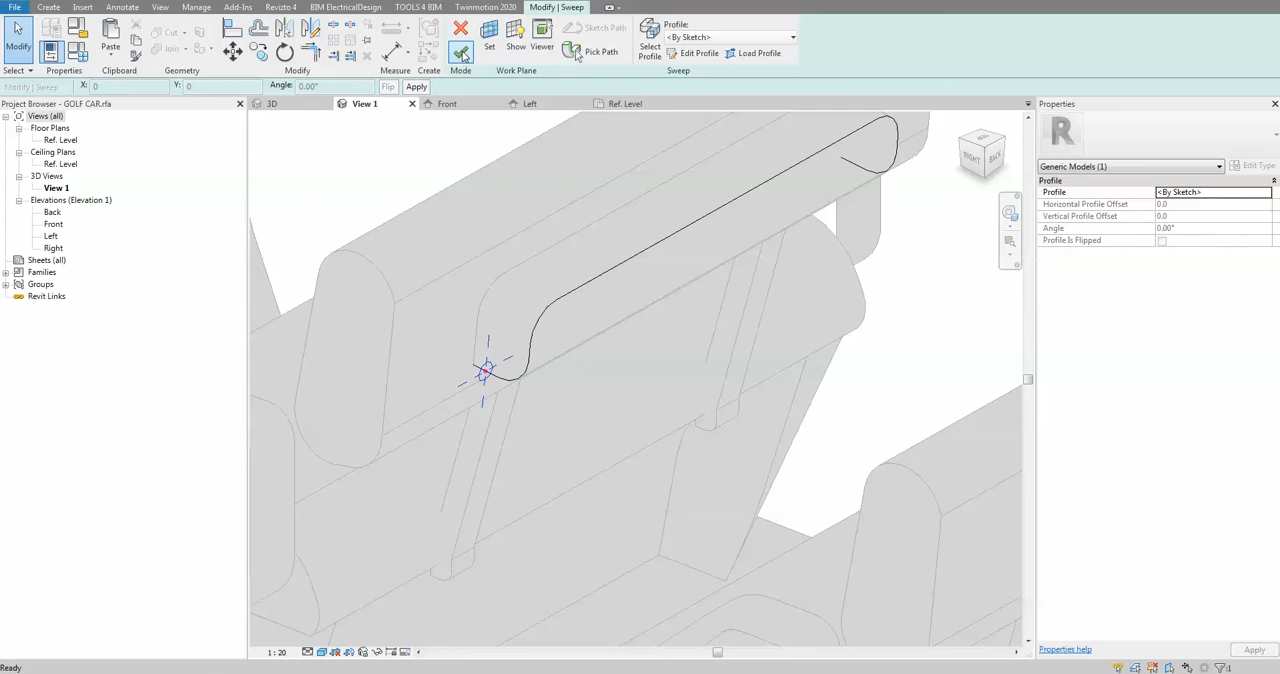 File Create Insert Annotate View Manage Add-Ins Revizto 4 BIM ElectricalDesign TOOLS 4 BIM Twinmotion 2020 Modify | Sweep
Modify
Paste
Cut
Join
Set Show Viewer
Sketch Path
Pick Path
Select Profile
Profile:
<By Sketch>
Edit Profile Load Profile
Select Properties Clipboard Geometry Modify Measure Create Mode Work Plane Sweep
Modify | Sweep X: 0 Y: 0 Angle: 0.00° Flip Apply
Project Browser - GOLF CAR.rfa
3D View 1 Front Left Ref. Level
Properties
Views (all)
Floor Plans
Ref. Level
Ceiling Plans
Ref. Level
3D Views
View 1
Elevations (Elevation 1)
Back
Front
Left
Right
Sheets (all)
Families
Groups
Revit Links
RIGHT BACK
Generic Models (1) Edit Type
Profile
Profile <By Sketch>
Horizontal Profile Offset 0.0
Vertical Profile Offset 0.0
Angle 0.00°
Profile Is Flipped
1 : 20
Properties help Apply
Ready
:1